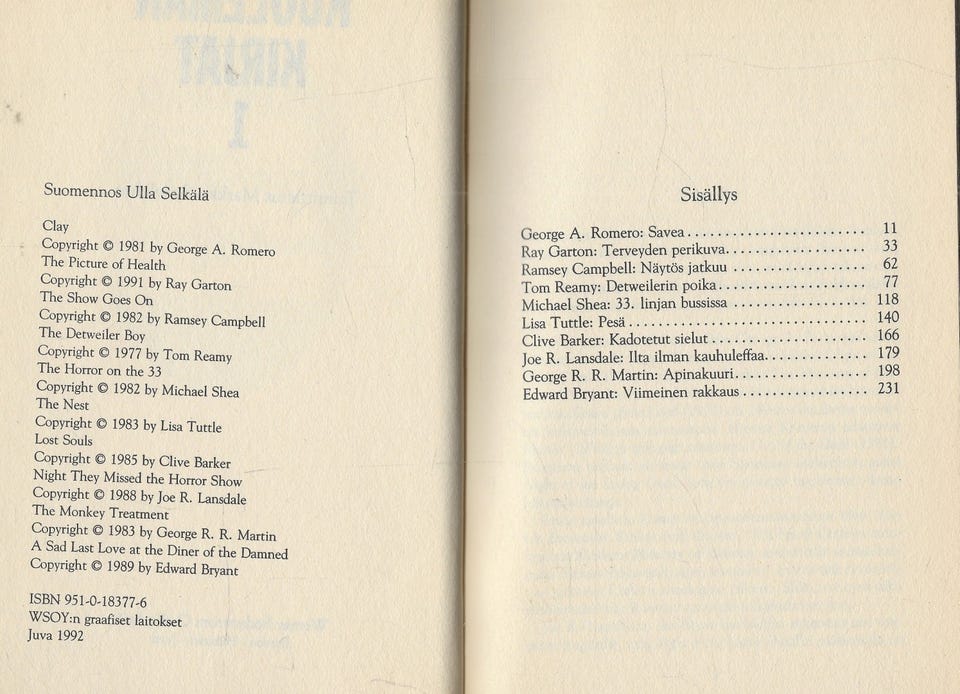 Suomennos Ulla Selkälä
Clay
Copyright © 1981 by George A. Romero
The Picture of Health
Copyright © 1991 by Ray Garton
The Show Goes On
Copyright © 1982 by Ramsey Campbell
The Detweiler Boy
Copyright © 1977 by Tom Reamy
The Horror on the 33
Copyright © 1982 by Michael Shea
The Nest
Copyright © 1983 by Lisa Tuttle
Lost Souls
Copyright © 1985 by Clive Barker
Night They Missed the Horror Show
Copyright © 1988 by Joe R. Lansdale
The Monkey Treatment
Copyright © 1983 by George R. R. Martin
A Sad Last Love at the Diner of the Damned
Copyright © 1989 by Edward Bryant
ISBN 951-0-18377-6
WSOY:n graafiset laitokset
Juva 1992
Sisällys
George A. Romero: Savea ........................ 11
Ray Garton: Terveyden perikuva ................... 33
Ramsey Campbell: Näytös jatkuu .................. 62
Tom Reamy: Detweilerin poika .................... 77
Michael Shea: 33. linjan bussissa .................. 118
Lisa Tuttle: Pesä ................................ 140
Clive Barker: Kadotetut sielut ..................... 166
Joe R. Lansdale: Ilta ilman kauhuleffaa .............. 179
George R. R. Martin: Apinakuuri .................. 198
Edward Bryant: Viimeinen rakkaus ................. 231